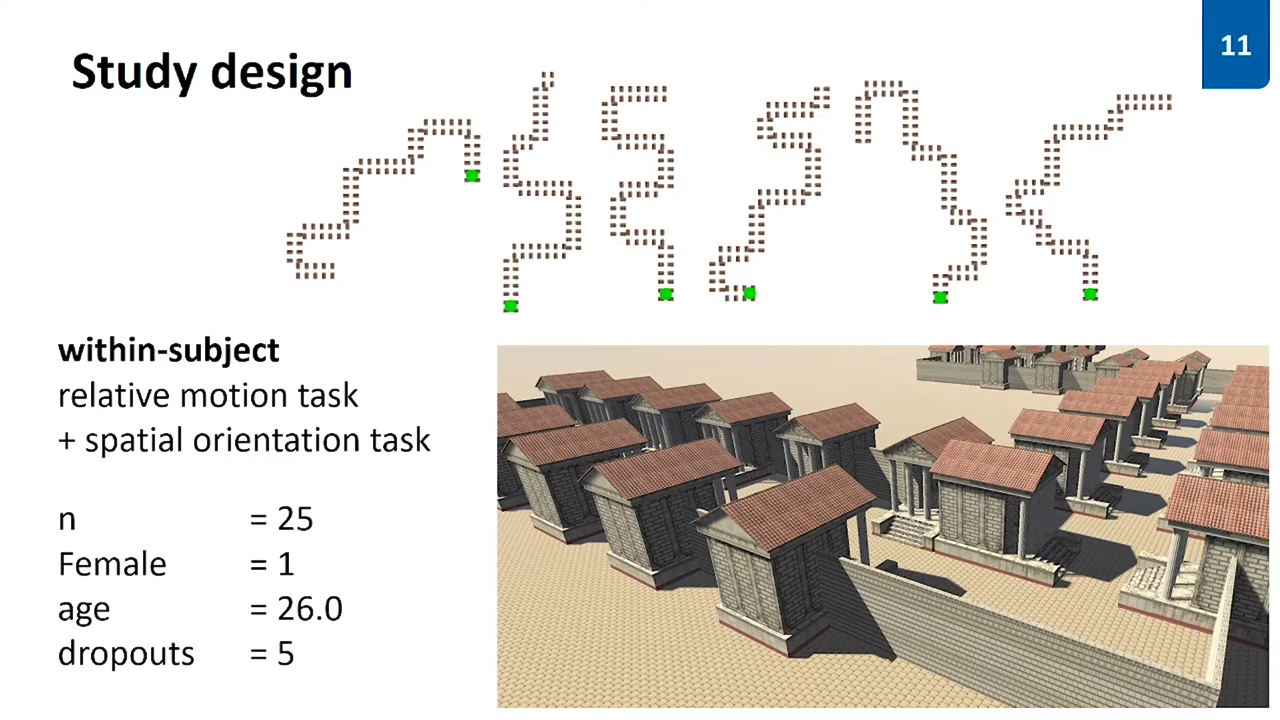 11
Study design
within-subject
relative motion task
+ spatial orientation task
n = 25
Female = 1
age = 26.0
dropouts = 5